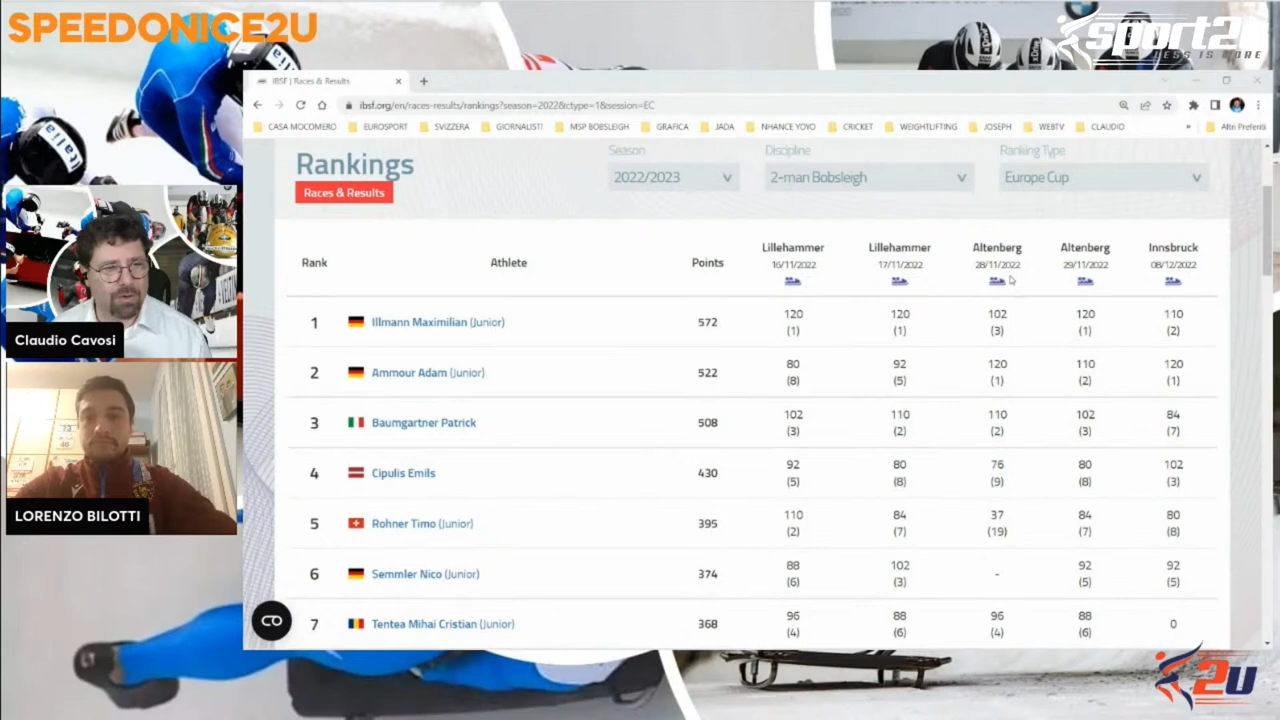 SPEEDONICE2U
sport2u
LESS IS MORE
IBSF | Races & Results
ibsf.org/en/races-results/rankings?season=2022&ctype=1&session=EC
CASA MOCOMERO EUROSPORT SVIZZERA GIORNALISTI MSP BOBSLEIGH GRAFICA JADA NHANCE YOYO CRICKET WEIGHTLIFTING JOSEPH WEBTV CLAUDIO » Altri Preferiti
Rankings
Races & Results
Season Discipline Ranking Type
2022/2023 2-man Bobsleigh Europe Cup
Rank Athlete Points Lillehammer 16/11/2022 Lillehammer 17/11/2022 Altenberg 28/11/2022 Altenberg 29/11/2022 Innsbruck 08/12/2022
1 Illmann Maximilian (Junior) 572 120 (1) 120 (1) 102 (3) 120 (1) 110 (2)
2 Ammour Adam (Junior) 522 80 (8) 92 (5) 120 (1) 110 (2) 120 (1)
3 Baumgartner Patrick 508 102 (3) 110 (2) 110 (2) 102 (3) 84 (7)
4 Cipulis Emils 430 92 (5) 80 (8) 76 (9) 80 (8) 102 (3)
5 Rohner Timo (Junior) 395 110 (2) 84 (7) 37 (19) 84 (7) 80 (8)
6 Semmler Nico (Junior) 374 88 (6) 102 (3) - 92 (5) 92 (5)
7 Tentea Mihai Cristian (Junior) 368 96 (4) 88 (6) 96 (4) 88 (6) 0
Claudio Cavosi
LORENZO BILOTTI
Italia
Italia
2u